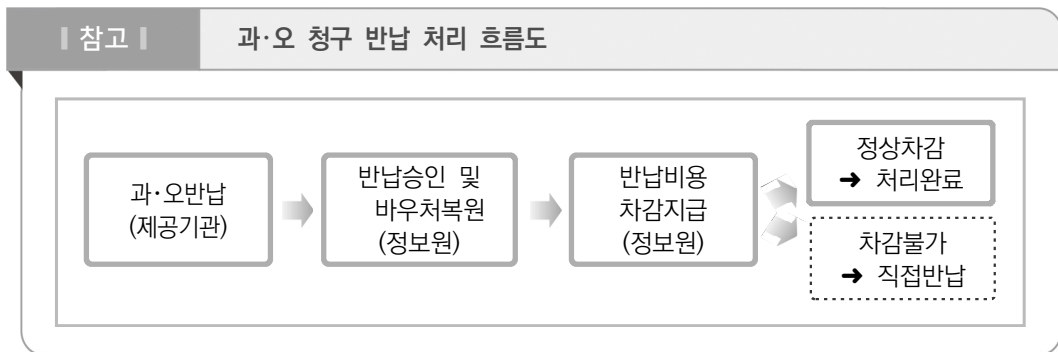 참고
과·오 청구 반납 처리 흐름도
과·오반납
(제공기관)
반납승인 및
바우처복원
(정보원)
반납비용
차감지급
(정보원)
정상차감
➜ 처리완료
차감불가
➜ 직접반납